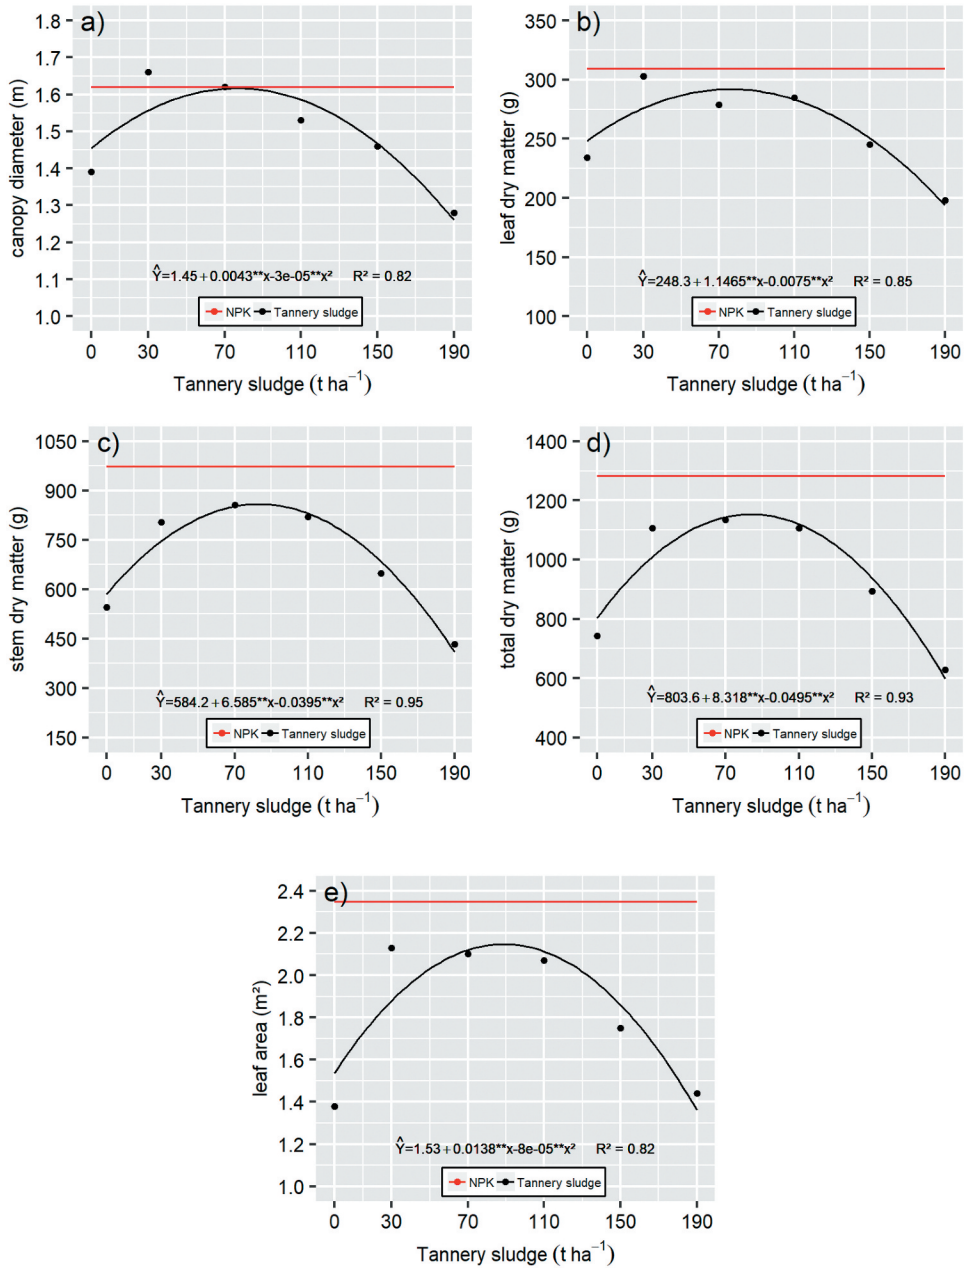 a)
canopy diameter (m)
1.8
1.7
1.6
1.5
1.4
1.3
1.2
1.1
1.0
Ŷ=1.45+0.0043**x-3e-05**x² R² = 0.82
NPK Tannery sludge
0 30 70 110 150 190
Tannery sludge (t ha⁻¹)
b)
leaf dry matter (g)
350
300
250
200
150
100
Ŷ=248.3+1.1465**x-0.0075**x² R² = 0.85
NPK Tannery sludge
0 30 70 110 150 190
Tannery sludge (t ha⁻¹)
c)
stem dry matter (g)
1050
900
750
600
450
300
150
Ŷ=584.2+6.585**x-0.0395**x² R² = 0.95
NPK Tannery sludge
0 30 70 110 150 190
Tannery sludge (t ha⁻¹)
d)
total dry matter (g)
1400
1200
1000
800
600
400
Ŷ=803.6+8.318**x-0.0495**x² R² = 0.93
NPK Tannery sludge
0 30 70 110 150 190
Tannery sludge (t ha⁻¹)
e)
leaf area (m²)
2.4
2.2
2.0
1.8
1.6
1.4
1.2
1.0
Ŷ=1.53+0.0138**x-8e-05**x² R² = 0.82
NPK Tannery sludge
0 30 70 110 150 190
Tannery sludge (t ha⁻¹)